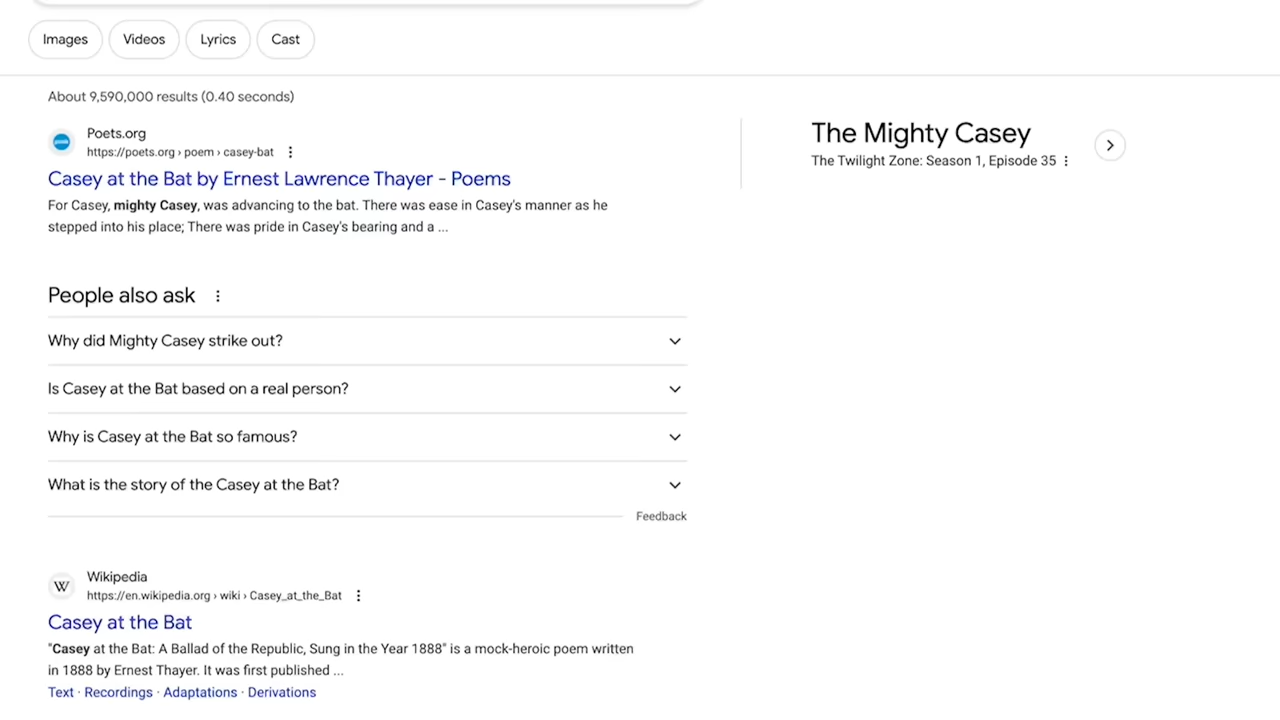 Images Videos Lyrics Cast
About 9,590,000 results (0.40 seconds)
Poets.org
https://poets.org › poem › casey-bat
Casey at the Bat by Ernest Lawrence Thayer - Poems
For Casey, mighty Casey, was advancing to the bat. There was ease in Casey's manner as he
stepped into his place; There was pride in Casey's bearing and a ...
The Mighty Casey
The Twilight Zone: Season 1, Episode 35
People also ask
Why did Mighty Casey strike out?
Is Casey at the Bat based on a real person?
Why is Casey at the Bat so famous?
What is the story of the Casey at the Bat?
Feedback
W
Wikipedia
https://en.wikipedia.org › wiki › Casey_at_the_Bat
Casey at the Bat
"Casey at the Bat: A Ballad of the Republic, Sung in the Year 1888" is a mock-heroic poem written
in 1888 by Ernest Thayer. It was first published ...
Text · Recordings · Adaptations · Derivations